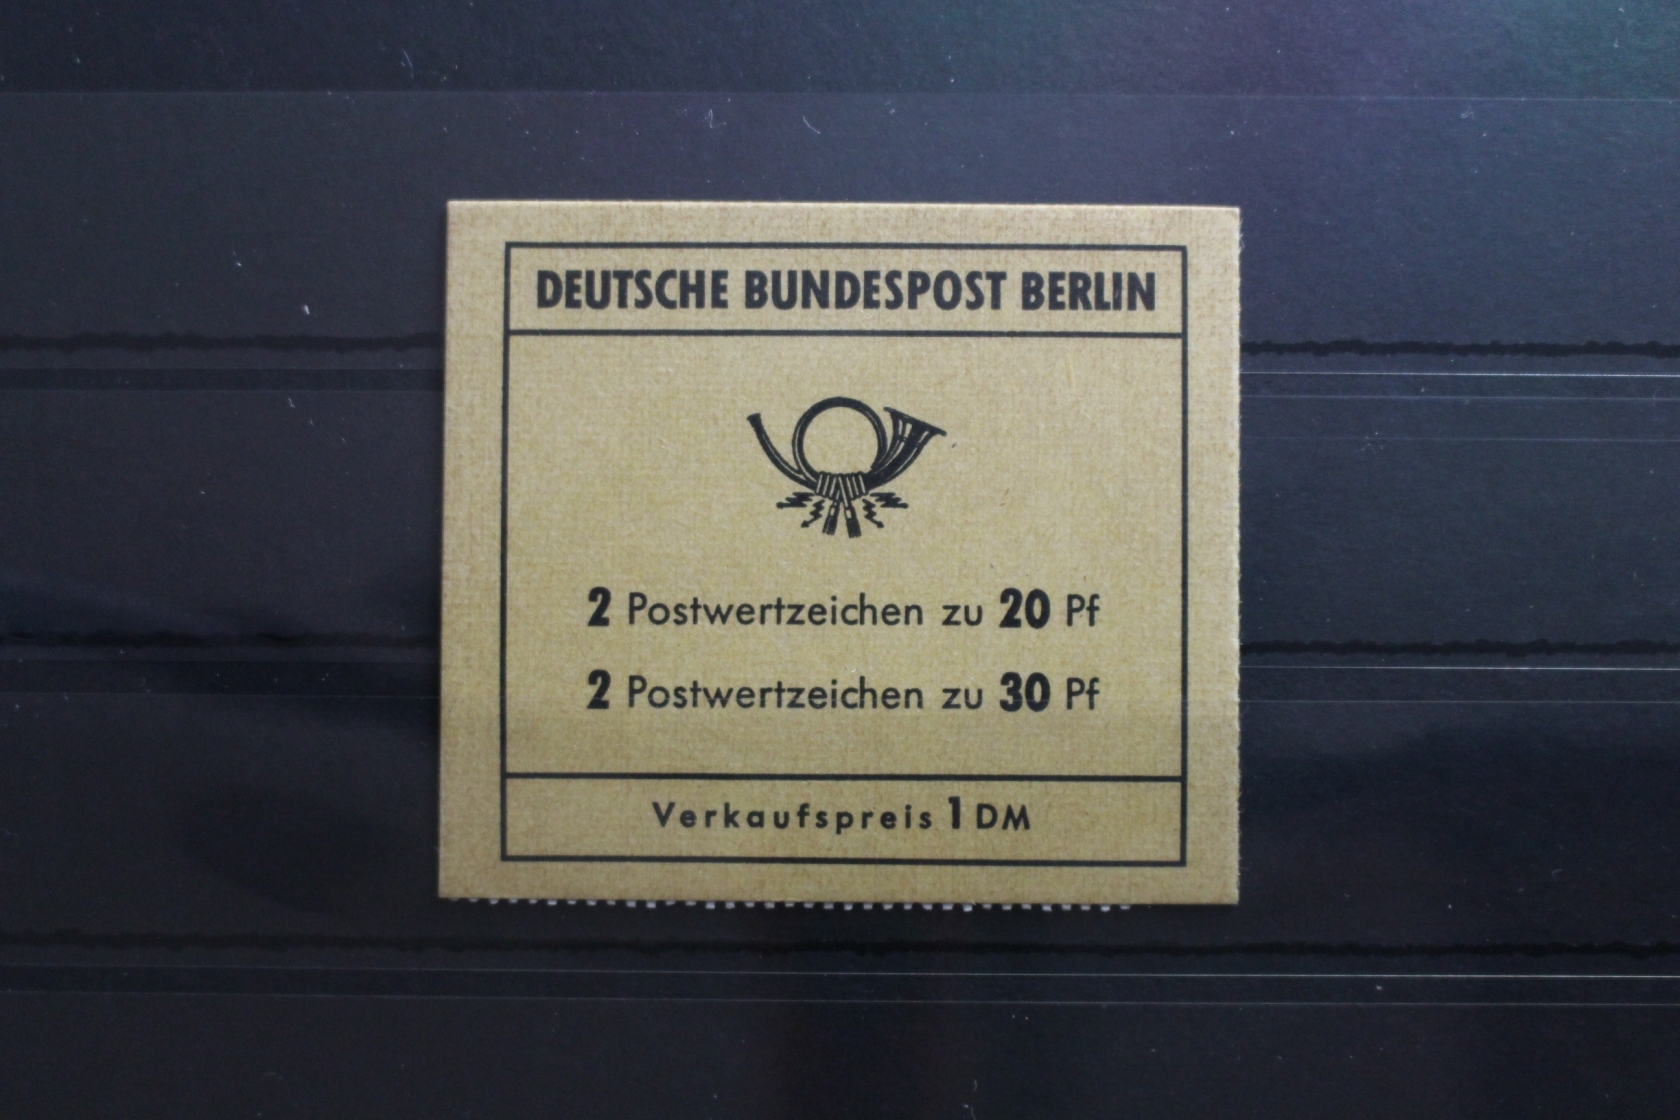 DEUTSCHE BUNDESPOST BERLIN
2 Postwertzeichen zu 20 Pf
2 Postwertzeichen zu 30 Pf
Verkaufspreis 1 DM